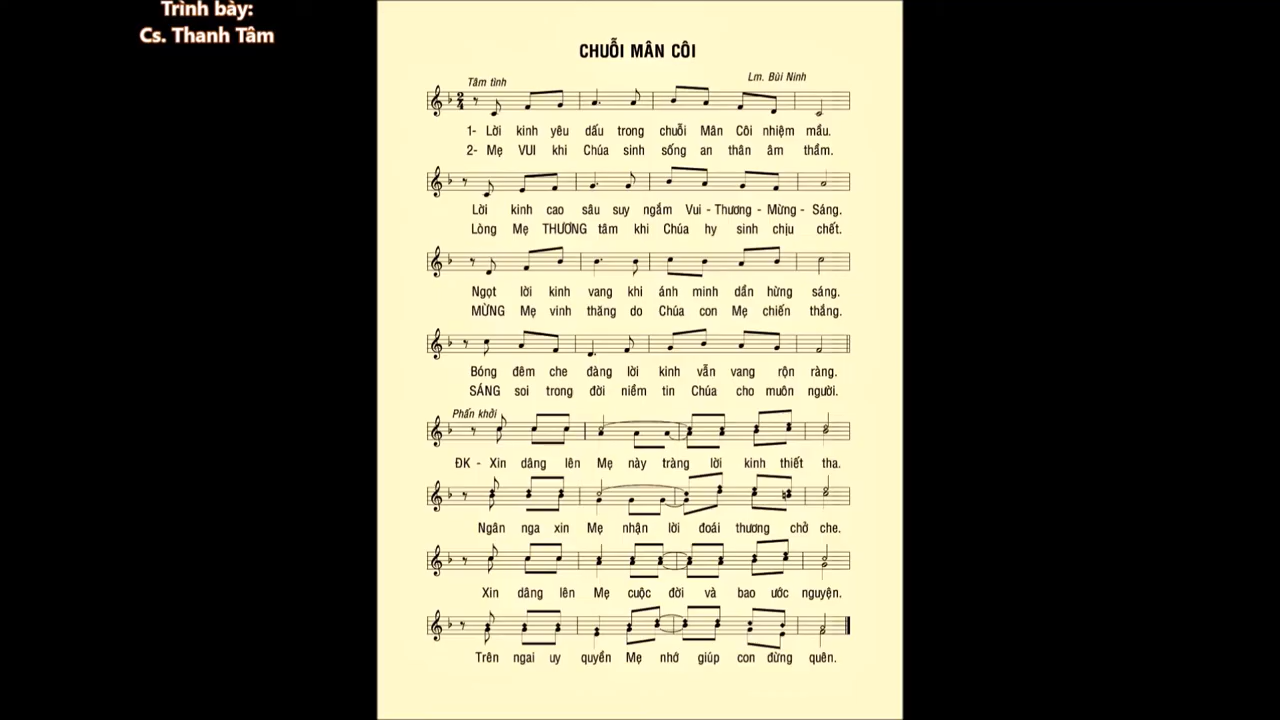 Trình bày:
Cs. Thanh Tâm
CHUỖI MÂN CÔI
Tâm tình
Lm. Bùi Ninh
2
4
1- Lời kinh yêu dấu trong chuỗi Mân Côi nhiệm mầu.
2- Mẹ VUI khi Chúa sinh sống an thân âm thầm.
Lời kinh cao sâu suy ngắm Vui - Thương - Mừng - Sáng.
Lòng Mẹ THƯƠNG tâm khi Chúa hy sinh chịu chết.
Ngọt lời kinh vang khi ánh minh dần hừng sáng.
MỪNG Mẹ vinh thăng do Chúa con Mẹ chiến thắng.
Bóng đêm che đàng lời kinh vẫn vang rộn ràng.
SÁNG soi trong đời niềm tin Chúa cho muôn người.
Phấn khởi
ĐK - Xin dâng lên Mẹ này tràng lời kinh thiết tha.
Ngân nga xin Mẹ nhận lời đoái thương chở che.
Xin dâng lên Mẹ cuộc đời và bao ước nguyện.
Trên ngai uy quyền Mẹ nhớ giúp con đừng quên.